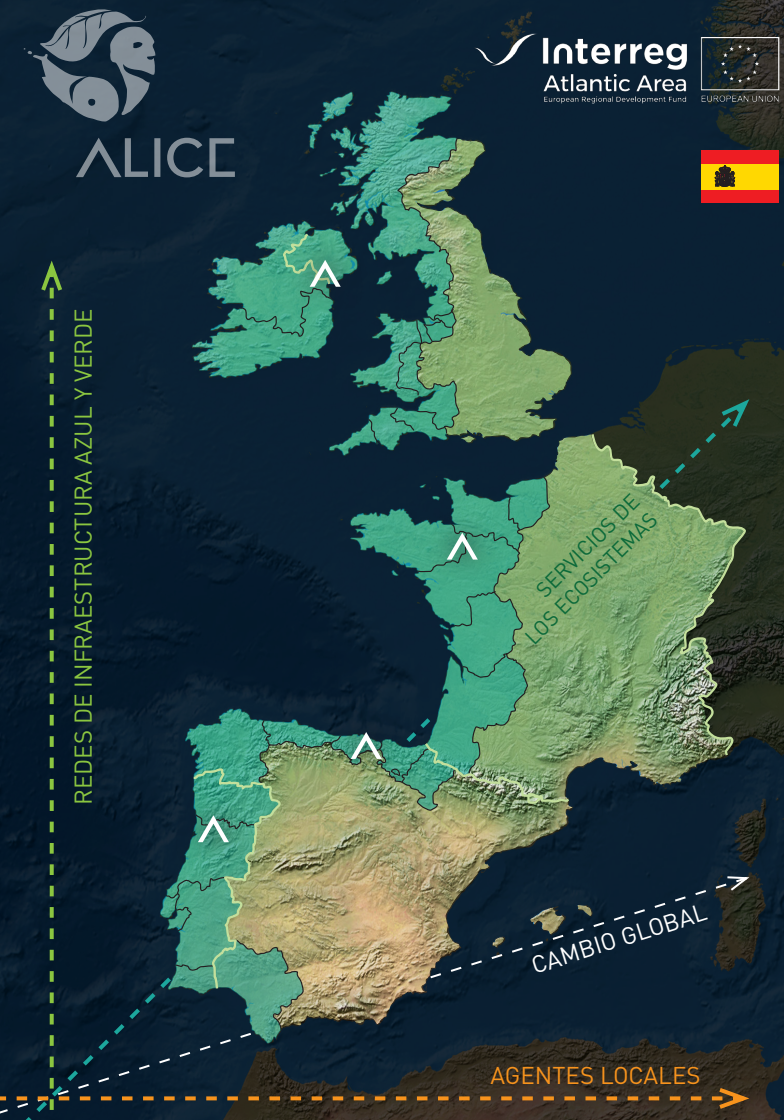 ALICE
Interreg
Atlantic Area
European Regional Development Fund
EUROPEAN UNION
REDES DE INFRAESTRUCTURA AZUL Y VERDE
SERVICIOS DE
LOS ECOSISTEMAS
CAMBIO GLOBAL
AGENTES LOCALES